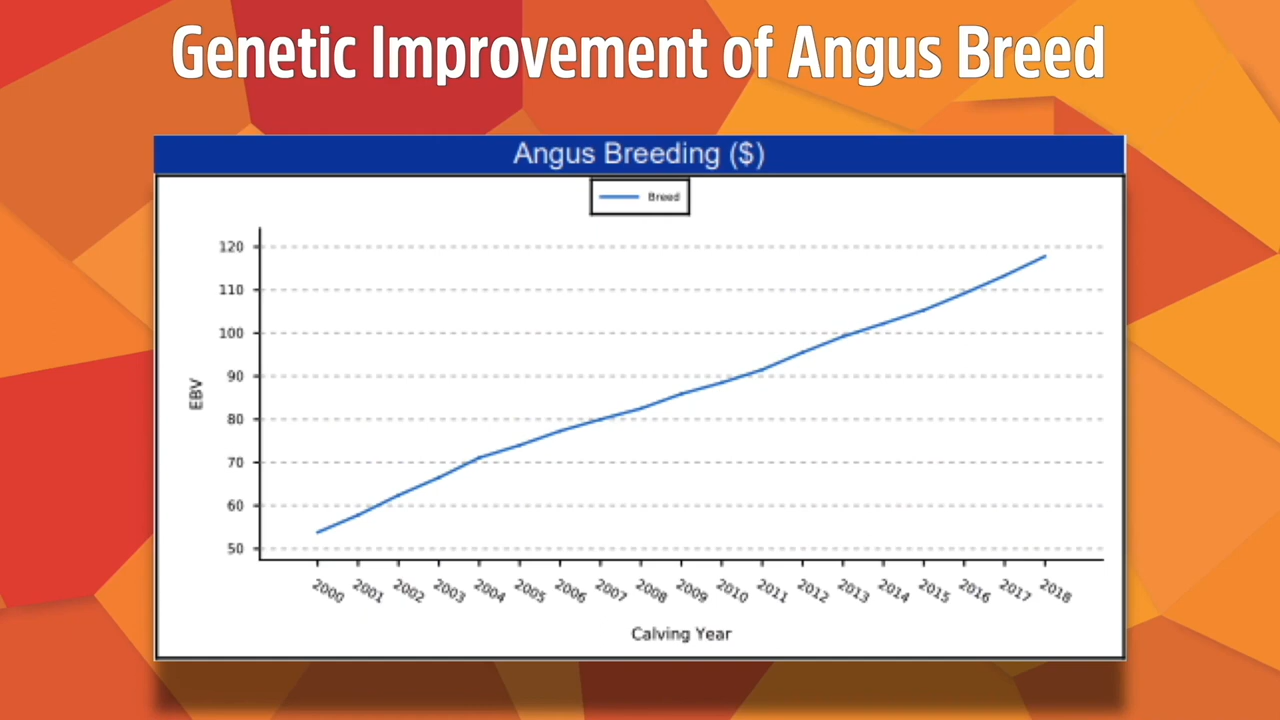 Genetic Improvement of Angus Breed
Angus Breeding ($)
Breed
120
110
100
90
80
70
60
50
EBV
2000 2001 2002 2003 2004 2005 2006 2007 2008 2009 2010 2011 2012 2013 2014 2015 2016 2017 2018
Calving Year